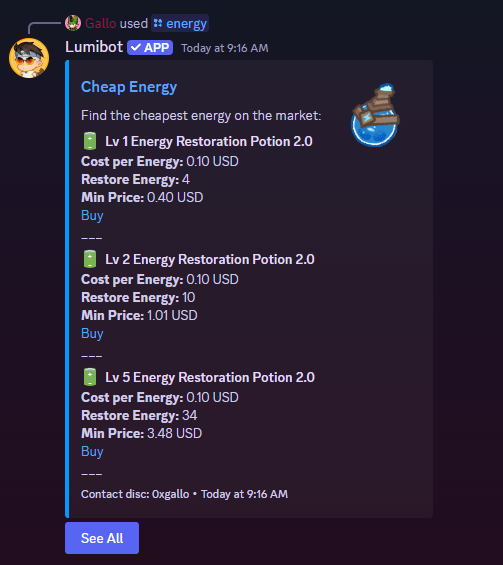 Gallo used energy
Lumibot ✓ APP Today at 9:16 AM
Cheap Energy
Find the cheapest energy on the market:
Lv 1 Energy Restoration Potion 2.0
Cost per Energy: 0.10 USD
Restore Energy: 4
Min Price: 0.40 USD
Buy
___
Lv 2 Energy Restoration Potion 2.0
Cost per Energy: 0.10 USD
Restore Energy: 10
Min Price: 1.01 USD
Buy
___
Lv 5 Energy Restoration Potion 2.0
Cost per Energy: 0.10 USD
Restore Energy: 34
Min Price: 3.48 USD
Buy
___
Contact disc: 0xgallo • Today at 9:16 AM
See All